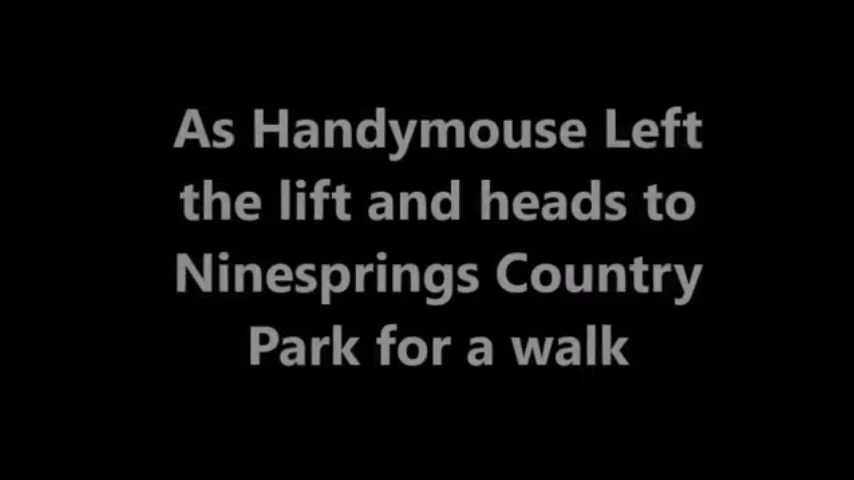 As Handymouse Left
the lift and heads to
Ninesprings Country
Park for a walk